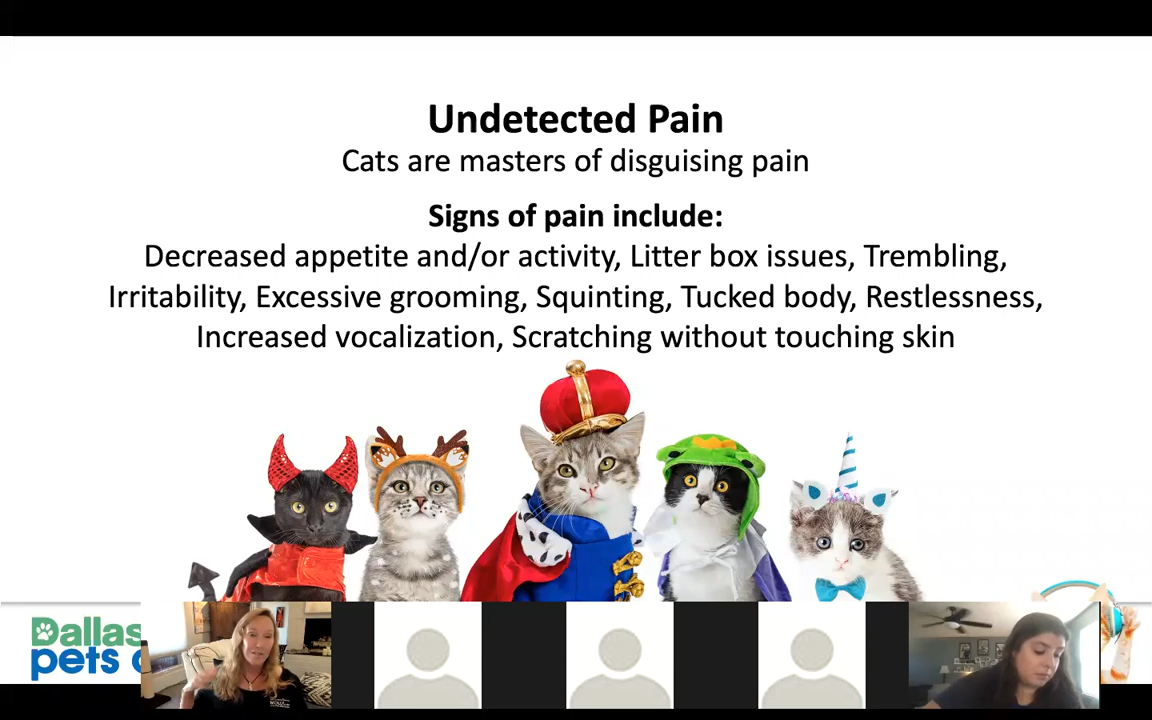 Undetected Pain
Cats are masters of disguising pain
Signs of pain include:
Decreased appetite and/or activity, Litter box issues, Trembling,
Irritability, Excessive grooming, Squinting, Tucked body, Restlessness,
Increased vocalization, Scratching without touching skin
Dallas
pets